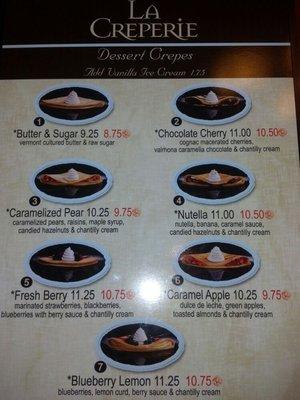 LA
CREPERIE
Dessert Crepes
Add Vanilla Ice Cream 1.75
1
2
*Butter & Sugar 9.25 8.75
vermont cultured butter & raw sugar
*Chocolate Cherry 11.00 10.50
cognac macerated cherries,
valrhona caramelia chocolate & chantilly cream
3
4
*Caramelized Pear 10.25 9.75
caramelized pears, raisins, maple syrup,
candied hazelnuts & chantilly cream
*Nutella 11.00 10.50
nutella, banana, caramel sauce,
candied hazelnuts & chantilly cream
5
6
*Fresh Berry 11.25 10.75
marinated strawberries, blackberries,
blueberries with berry sauce & chantilly cream
*Caramel Apple 10.25 9.75
dulce de leche, green apples,
toasted almonds & chantilly cream
7
*Blueberry Lemon 11.25 10.75
blueberries, lemon curd, berry sauce & chantilly cream